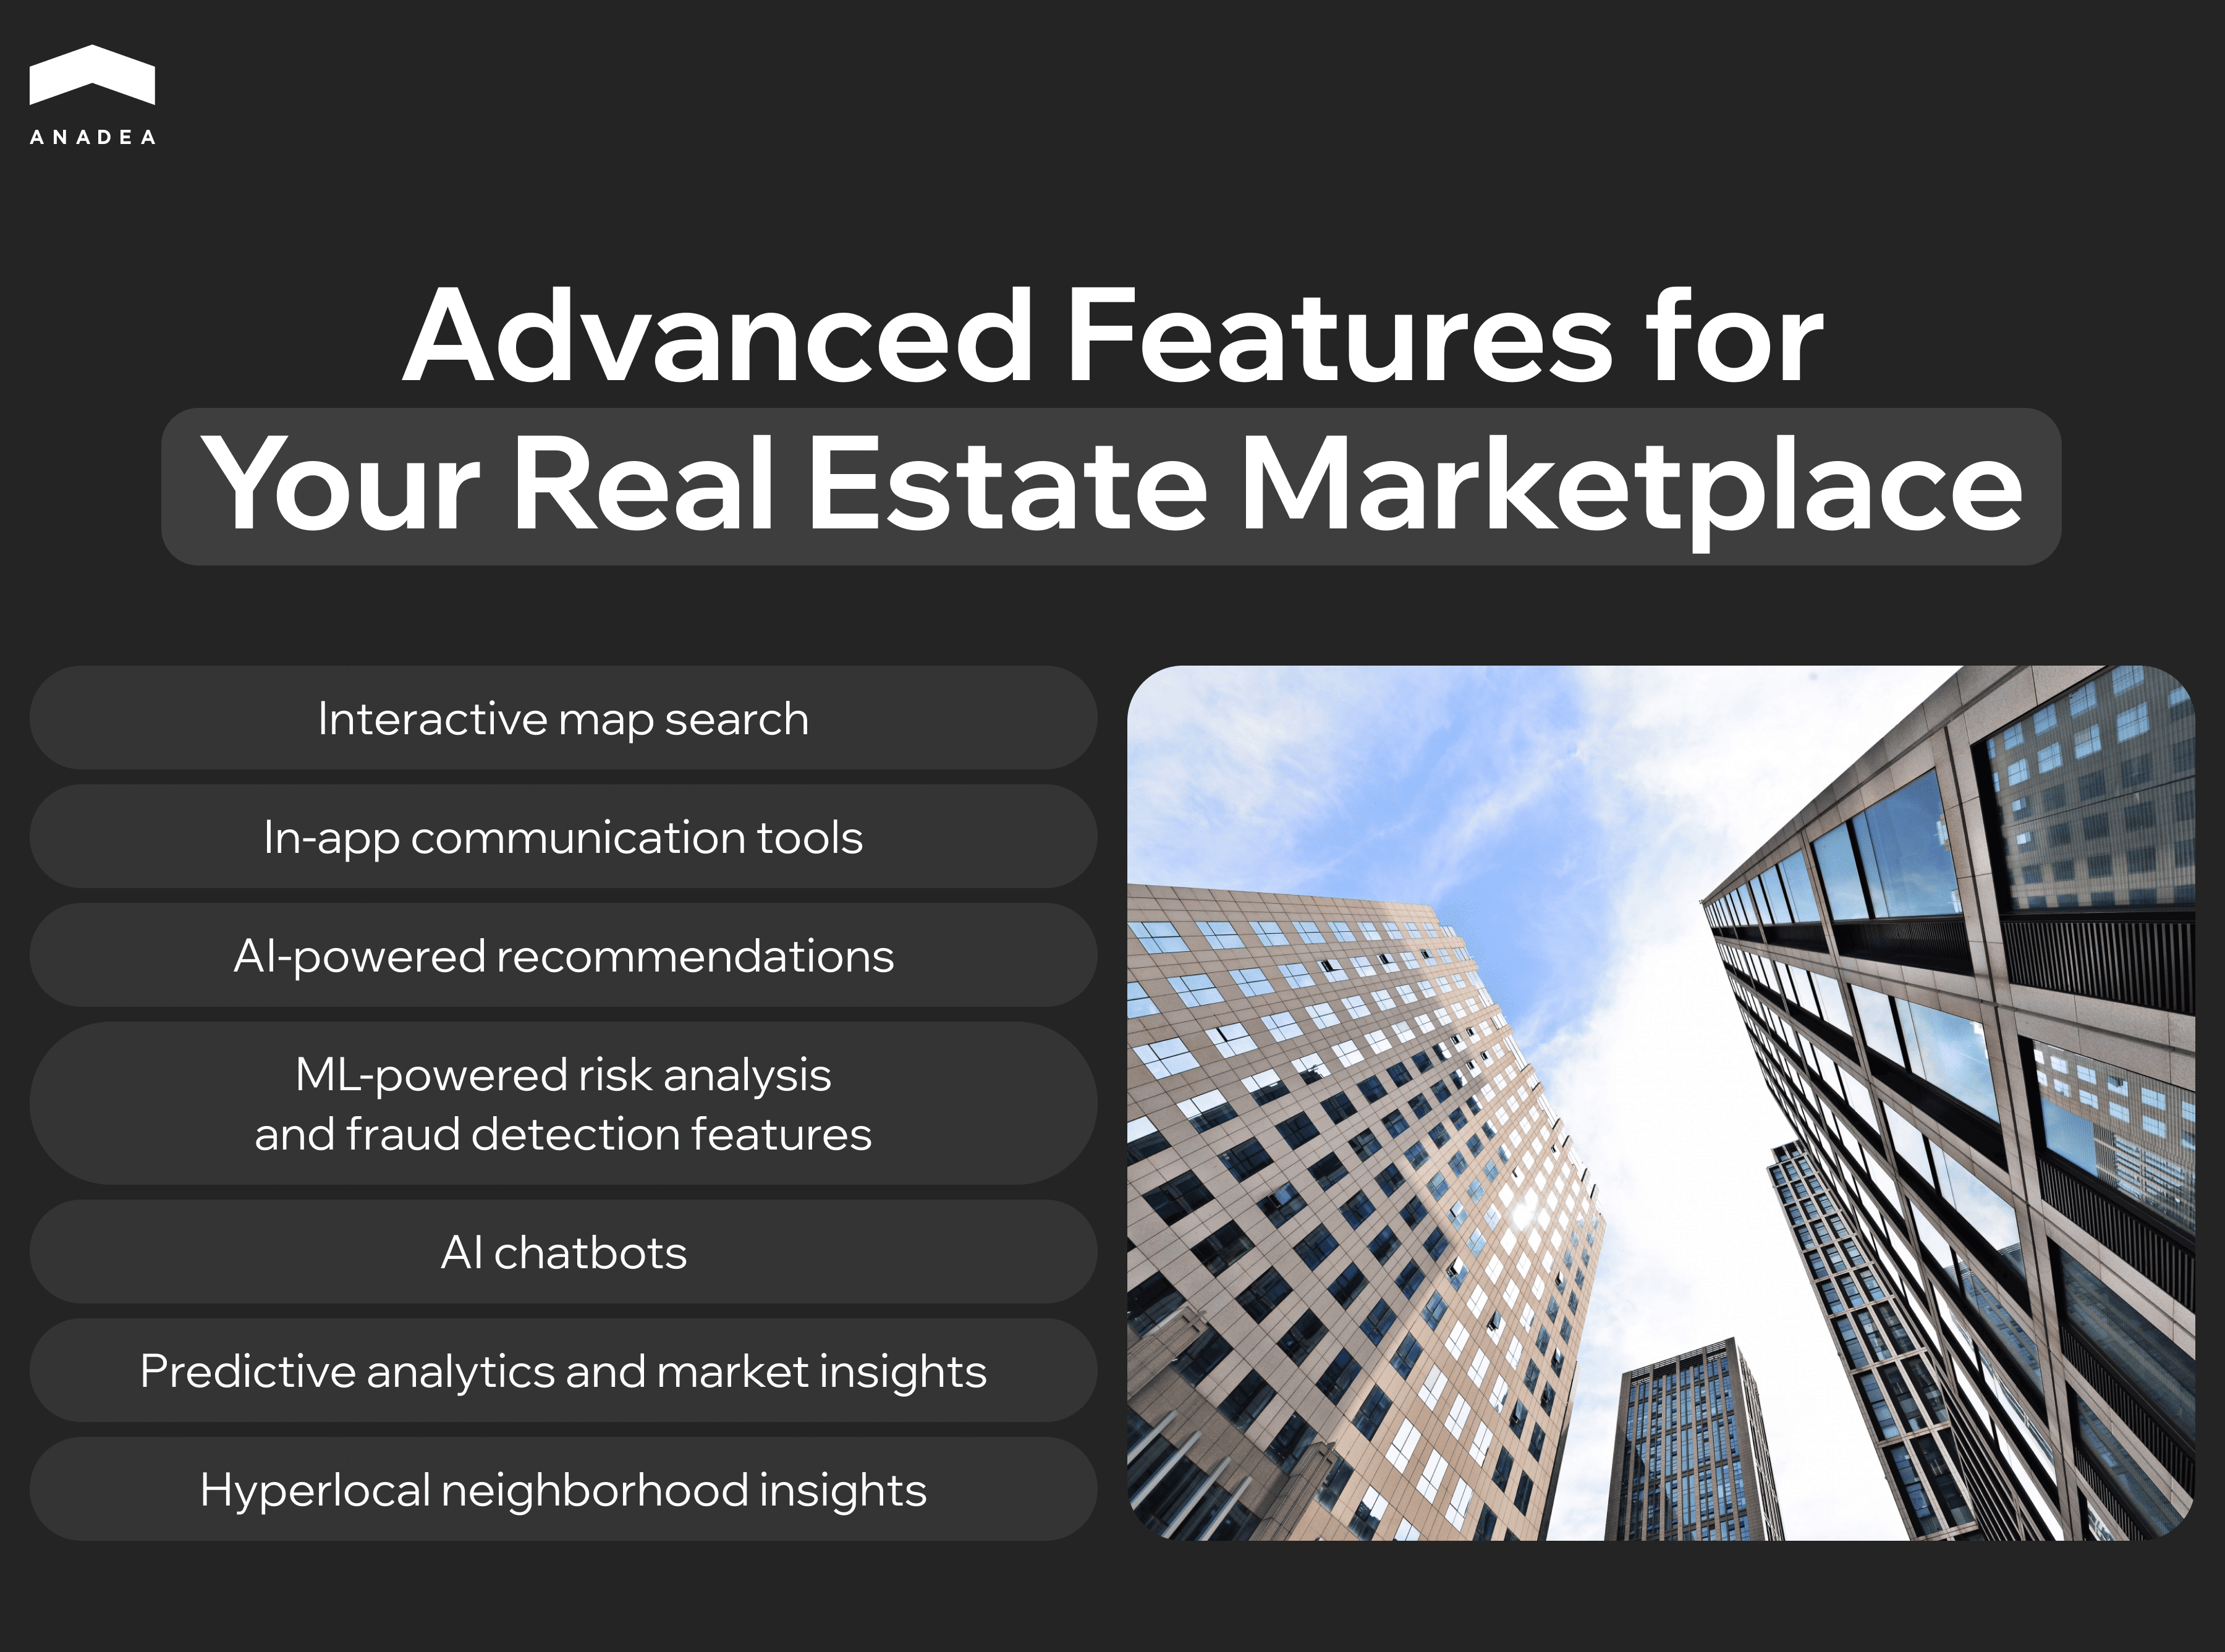 ANADEA
Advanced Features for
Your Real Estate Marketplace
Interactive map search
In-app communication tools
AI-powered recommendations
ML-powered risk analysis
and fraud detection features
AI chatbots
Predictive analytics and market insights
Hyperlocal neighborhood insights